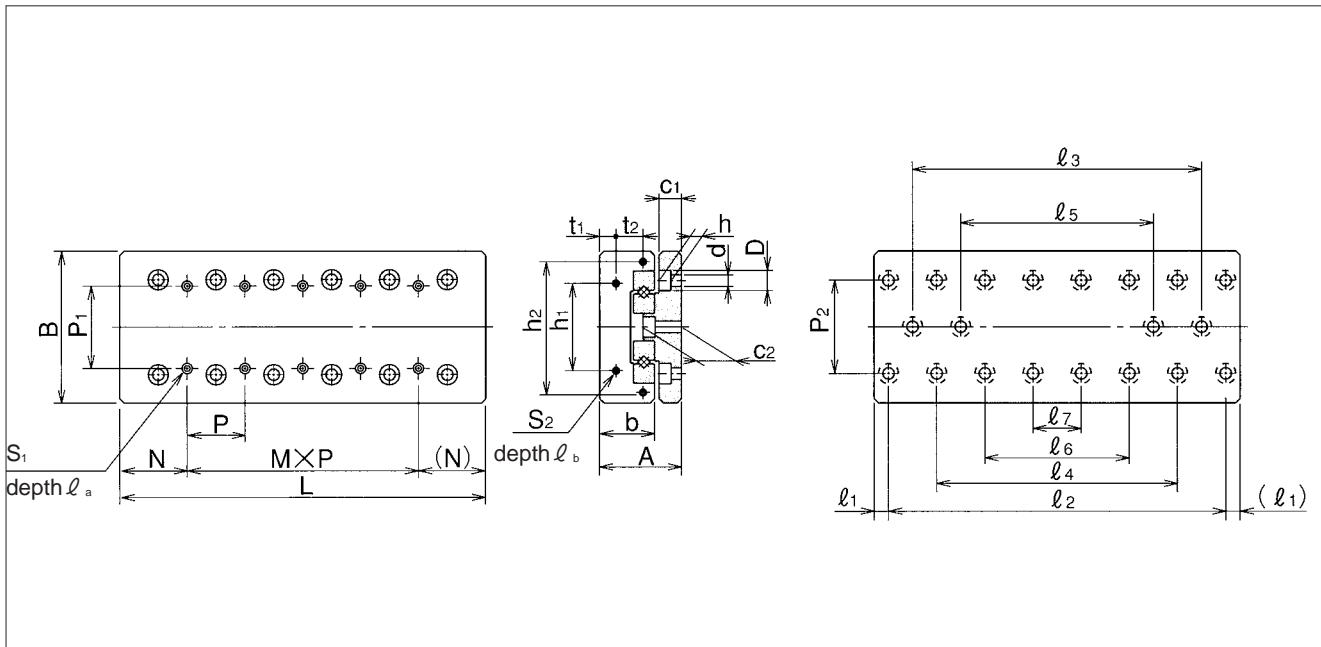 B
P1
S1
depth ℓa
P
N
M×P
(N)
L
t1
t2
c1
h
d
D
h2
h1
c2
S2
depth ℓb
b
A
ℓ3
ℓ5
P2
ℓ7
ℓ6
ℓ4
ℓ1
ℓ2
(ℓ1)